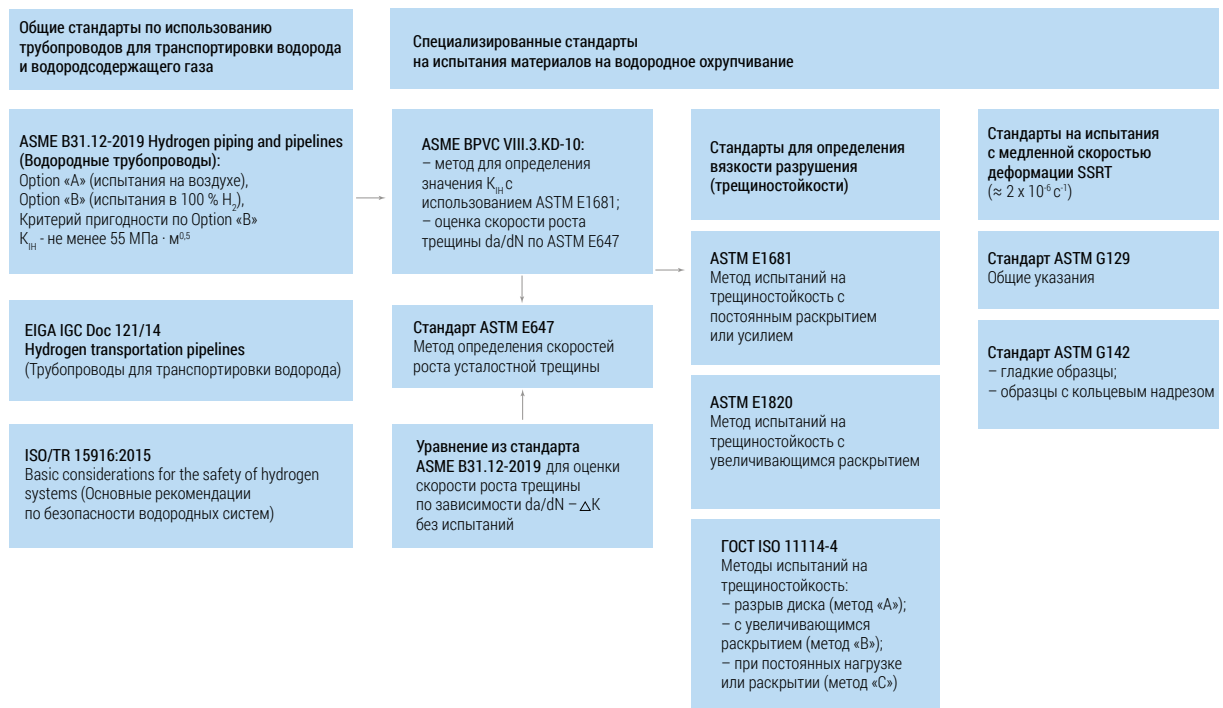 Общие стандарты по использованию
трубопроводов для транспортировки водорода
и водородсодержащего газа
Специализированные стандарты
на испытания материалов на водородное охрупчивание
ASME B31.12-2019 Hydrogen piping and pipelines
(Водородные трубопроводы):
Option «A» (испытания на воздухе),
Option «B» (испытания в 100 % H₂),
Критерий пригодности по Option «B»
K_IH - не менее 55 МПа · м⁰·⁵
EIGA IGC Doc 121/14
Hydrogen transportation pipelines
(Трубопроводы для транспортировки водорода)
ISO/TR 15916:2015
Basic considerations for the safety of hydrogen
systems (Основные рекомендации
по безопасности водородных систем)
ASME BPVC VIII.3.KD-10:
– метод для определения
значения K_IH с
использованием ASTM E1681;
– оценка скорости роста
трещины da/dN по ASTM E647
Стандарт ASTM E647
Метод определения скоростей
роста усталостной трещины
Уравнение из стандарта
ASME B31.12-2019 для оценки
скорости роста трещины
по зависимости da/dN – △K
без испытаний
Стандарты для определения
вязкости разрушения
(трещиностойкости)
ASTM E1681
Метод испытаний на
трещиностойкость с
постоянным раскрытием
или усилием
ASTM E1820
Метод испытаний на
трещиностойкость с
увеличивающимся раскрытием
ГОСТ ISO 11114-4
Методы испытаний на
трещиностойкость:
– разрыв диска (метод «А»);
– с увеличивающимся
раскрытием (метод «В»);
– при постоянных нагрузке
или раскрытии (метод «С»)
Стандарты на испытания
с медленной скоростью
деформации SSRT
(≈ 2 x 10⁻⁶ c⁻¹)
Стандарт ASTM G129
Общие указания
Стандарт ASTM G142
– гладкие образцы;
– образцы с кольцевым надрезом